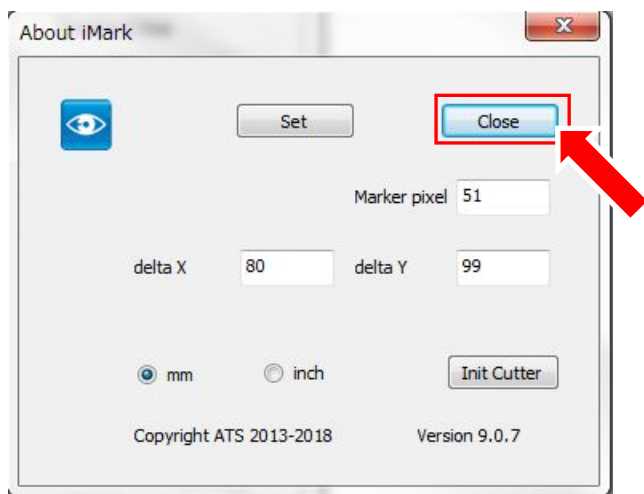 About iMark
Set
Close
Marker pixel 51
delta X 80 delta Y 99
mm inch Init Cutter
Copyright ATS 2013-2018 Version 9.0.7